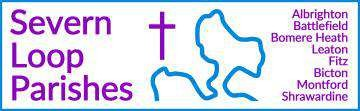 Severn
Loop
Parishes
Albrighton
Battlefield
Bomere Heath
Leaton
Fitz
Bicton
Montford
Shrawardine